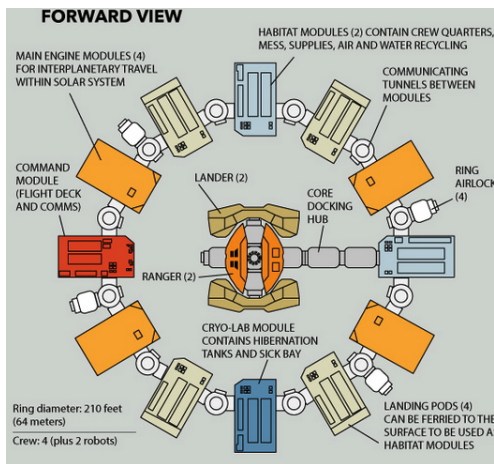 FORWARD VIEW
MAIN ENGINE MODULES (4)
FOR INTERPLANETARY TRAVEL
WITHIN SOLAR SYSTEM
HABITAT MODULES (2) CONTAIN CREW QUARTERS,
MESS, SUPPLIES, AIR AND WATER RECYCLING
COMMUNICATING
TUNNELS BETWEEN
MODULES
COMMAND
MODULE
(FLIGHT DECK
AND COMMS)
LANDER (2)
CORE
DOCKING
HUB
RING
AIRLOCK
(4)
RANGER (2)
CRYO-LAB MODULE
CONTAINS HIBERNATION
TANKS AND SICK BAY
LANDING PODS (4)
CAN BE FERRIED TO THE
SURFACE TO BE USED A
HABITAT MODULES
Ring diameter: 210 feet
(64 meters)
Crew: 4 (plus 2 robots)